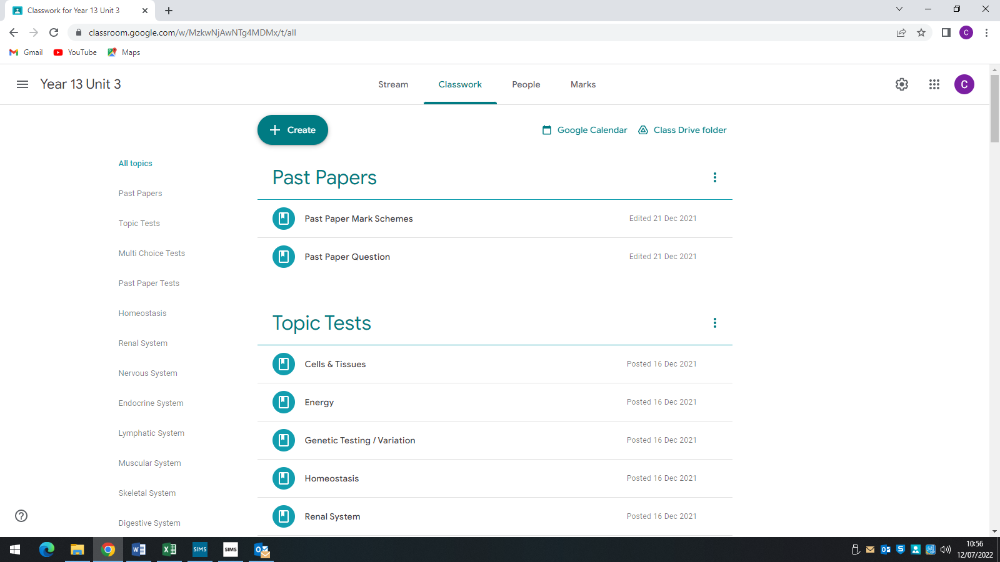 Classwork for Year 13 Unit 3
classroom.google.com/w/MzkwNjAwNTg4MDMx/t/all
C
Gmail
YouTube
Maps
Year 13 Unit 3
Stream
Classwork
People
Marks
C
Create
Google Calendar
Class Drive folder
All topics
Past Papers
Topic Tests
Multi Choice Tests
Past Paper Tests
Homeostasis
Renal System
Nervous System
Endocrine System
Lymphatic System
Muscular System
Skeletal System
Digestive System
Past Papers
Past Paper Mark Schemes Edited 21 Dec 2021
Past Paper Question Edited 21 Dec 2021
Topic Tests
Cells & Tissues Posted 16 Dec 2021
Energy Posted 16 Dec 2021
Genetic Testing / Variation Posted 16 Dec 2021
Homeostasis Posted 16 Dec 2021
Renal System Posted 16 Dec 2021
SIMS
SIMS
10:56
12/07/2022